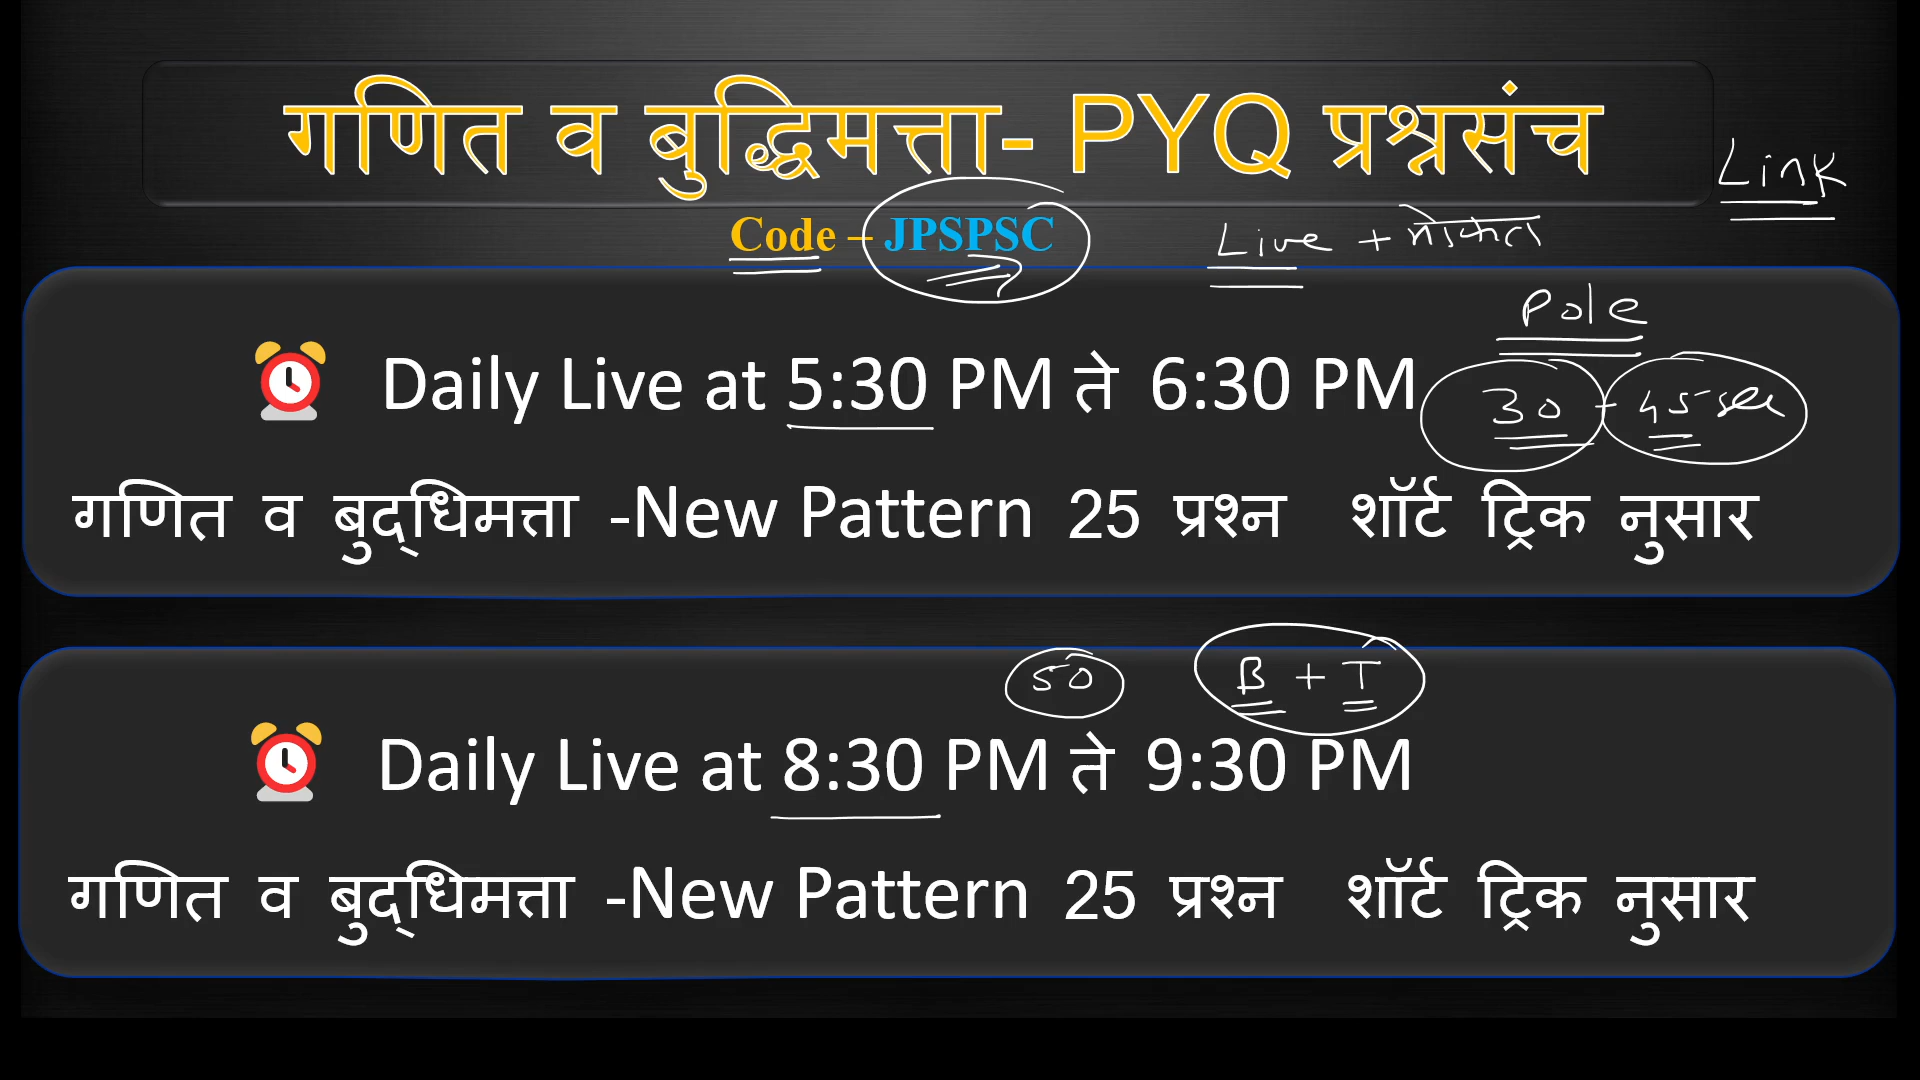 गणित व बुद्धिमत्ता- PYQ प्रश्नसंच
Link
Code – JPSPSC
Live +
Pole
Daily Live at 5:30 PM ते 6:30 PM
30 - 45 sec
गणित व बुद्‌धिमत्ता -New Pattern 25 प्रश्न शॉर्ट ट्रिक नुसार
50
B + T
Daily Live at 8:30 PM ते 9:30 PM
गणित व बुद्‌धिमत्ता -New Pattern 25 प्रश्न शॉर्ट ट्रिक नुसार